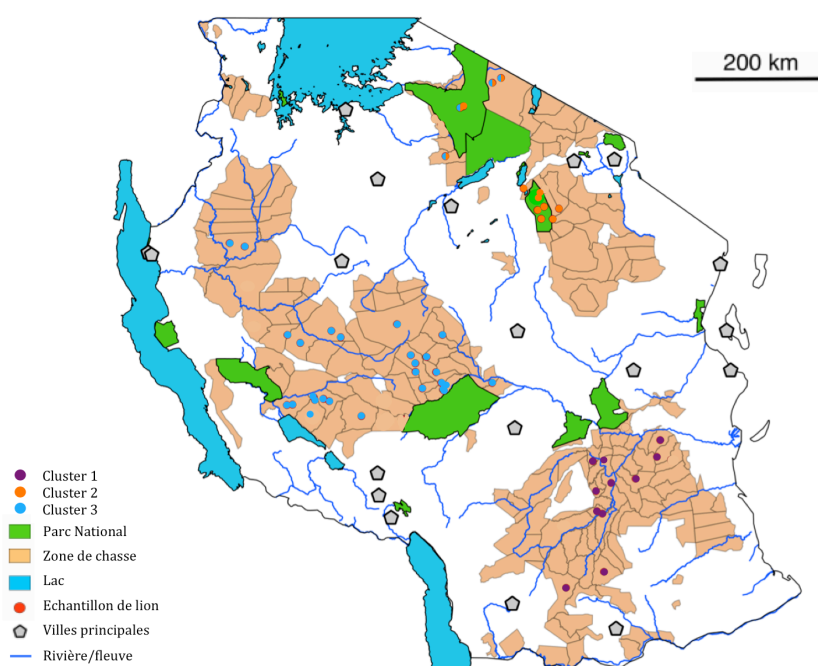 200 km
Cluster 1
Cluster 2
Cluster 3
Parc National
Zone de chasse
Lac
Echantillon de lion
Villes principales
Rivière/fleuve